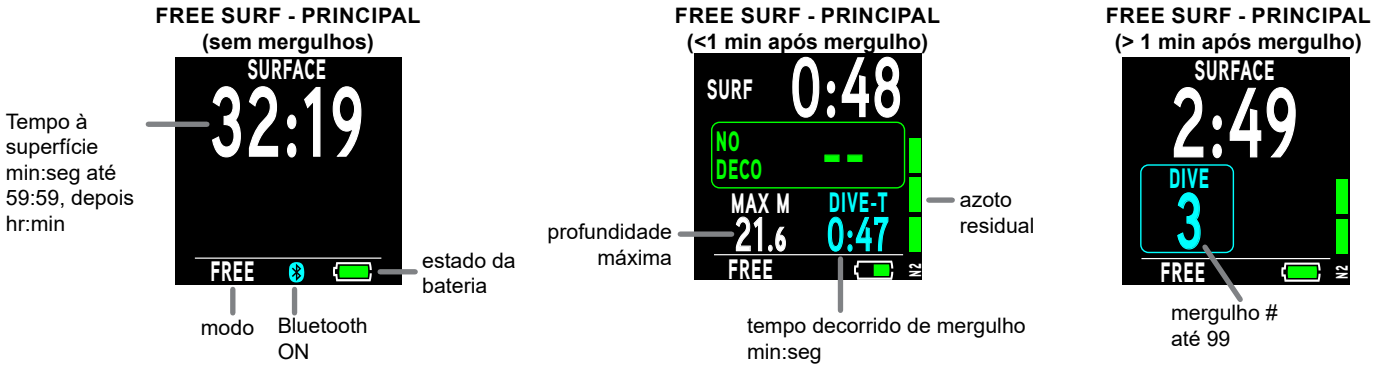 FREE SURF - PRINCIPAL
(sem mergulhos)
SURFACE
32:19
Tempo à
superfície
min:seg até
59:59, depois
hr:min
FREE
modo
Bluetooth
ON
estado da
bateria
FREE SURF - PRINCIPAL
(<1 min após mergulho)
SURF 0:48
NO
DECO
--
MAX M DIVE-T
21.6 0:47
FREE
N2
profundidade
máxima
azoto
residual
tempo decorrido de mergulho
min:seg
FREE SURF - PRINCIPAL
(> 1 min após mergulho)
SURFACE
2:49
DIVE
3
FREE
N2
mergulho #
até 99